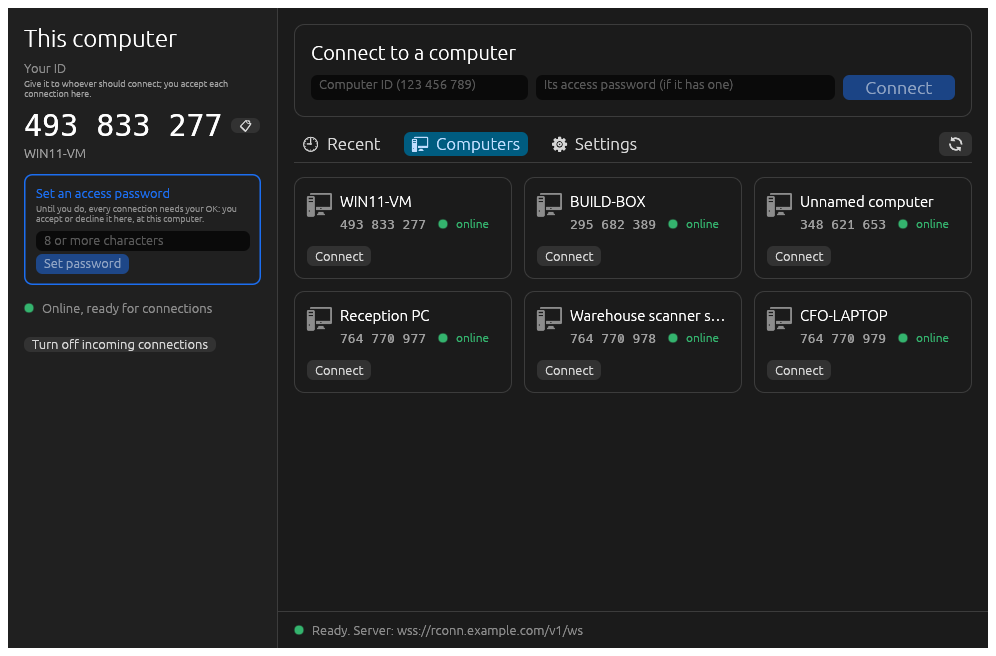 This computer
Your ID
Give it to whoever should connect; you accept each
connection here.
493 833 277
WIN11-VM
Set an access password
Until you do, every connection needs your OK: you
accept or decline it here, at this computer.
8 or more characters
Set password
Online, ready for connections
Turn off incoming connections
Connect to a computer
Computer ID (123 456 789)
Its access password (if it has one)
Connect
Recent
Computers
Settings
WIN11-VM
493 833 277
online
Connect
BUILD-BOX
295 682 389
online
Connect
Unnamed computer
348 621 653
online
Connect
Reception PC
764 770 977
online
Connect
Warehouse scanner s...
764 770 978
online
Connect
CFO-LAPTOP
764 770 979
online
Connect
Ready. Server: wss://rconn.example.com/v1/ws